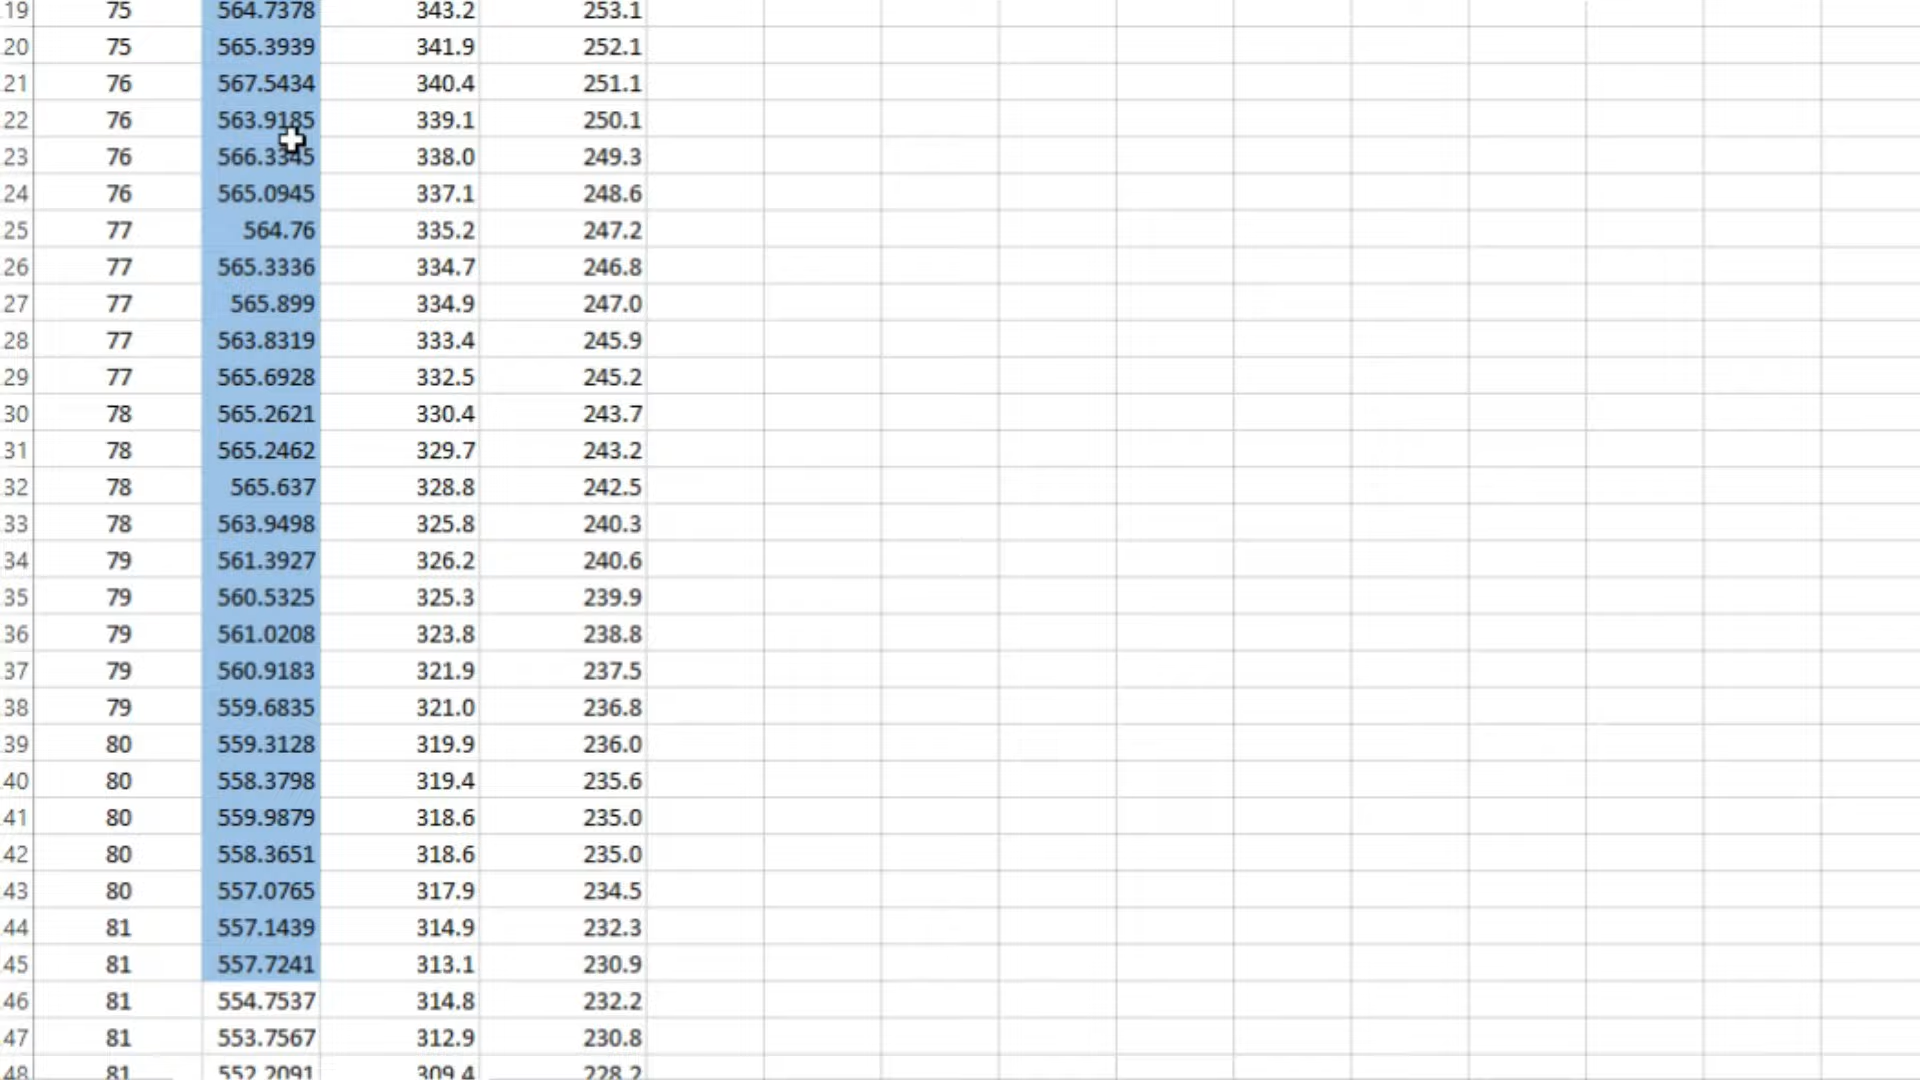 19 75 564.7378 343.2 253.1
20 75 565.3939 341.9 252.1
21 76 567.5434 340.4 251.1
22 76 563.9185 339.1 250.1
23 76 566.3345 338.0 249.3
24 76 565.0945 337.1 248.6
25 77 564.76 335.2 247.2
26 77 565.3336 334.7 246.8
27 77 565.899 334.9 247.0
28 77 563.8319 333.4 245.9
29 77 565.6928 332.5 245.2
30 78 565.2621 330.4 243.7
31 78 565.2462 329.7 243.2
32 78 565.637 328.8 242.5
33 78 563.9498 325.8 240.3
34 79 561.3927 326.2 240.6
35 79 560.5325 325.3 239.9
36 79 561.0208 323.8 238.8
37 79 560.9183 321.9 237.5
38 79 559.6835 321.0 236.8
39 80 559.3128 319.9 236.0
40 80 558.3798 319.4 235.6
41 80 559.9879 318.6 235.0
42 80 558.3651 318.6 235.0
43 80 557.0765 317.9 234.5
44 81 557.1439 314.9 232.3
45 81 557.7241 313.1 230.9
46 81 554.7537 314.8 232.2
47 81 553.7567 312.9 230.8
48 81 552.2091 309.4 228.2